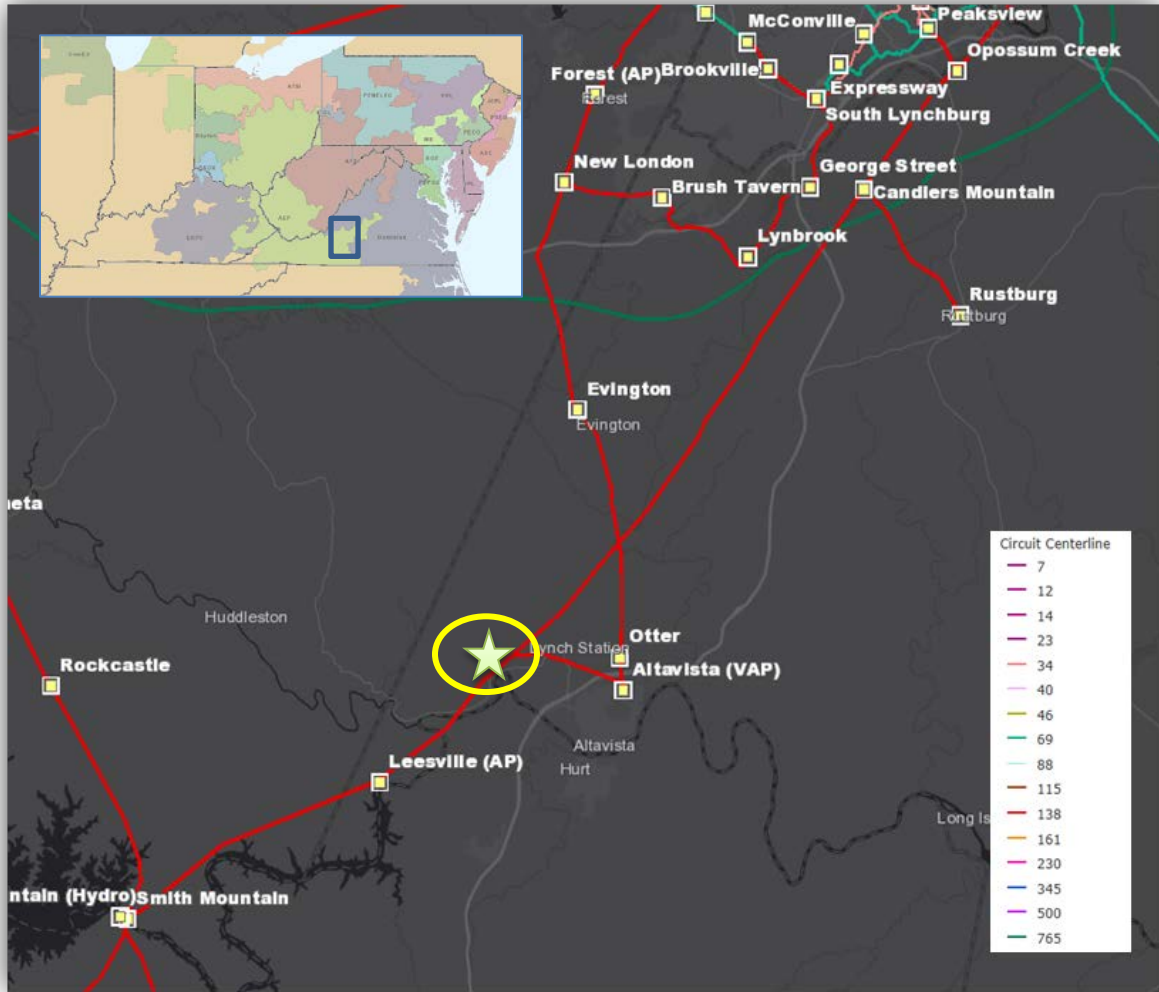 McConville
Peaksview
Opossum Creek
Forest (AP)
Brookville
Forest
Expressway
South Lynchburg
New London
George Street
Brush Tavern
Candlers Mountain
Lynbrook
Rustburg
Rustburg
Evington
Evington
neta
Huddleston
Rockcastle
Lynch Station
Otter
Altavista (VAP)
Leesville (AP)
Altavista
Hurt
Long Is
ntain (Hydro)
Smith Mountain
Circuit Centerline
7
12
14
23
34
40
46
69
88
115
138
161
230
345
500
765
AEP
Dominion